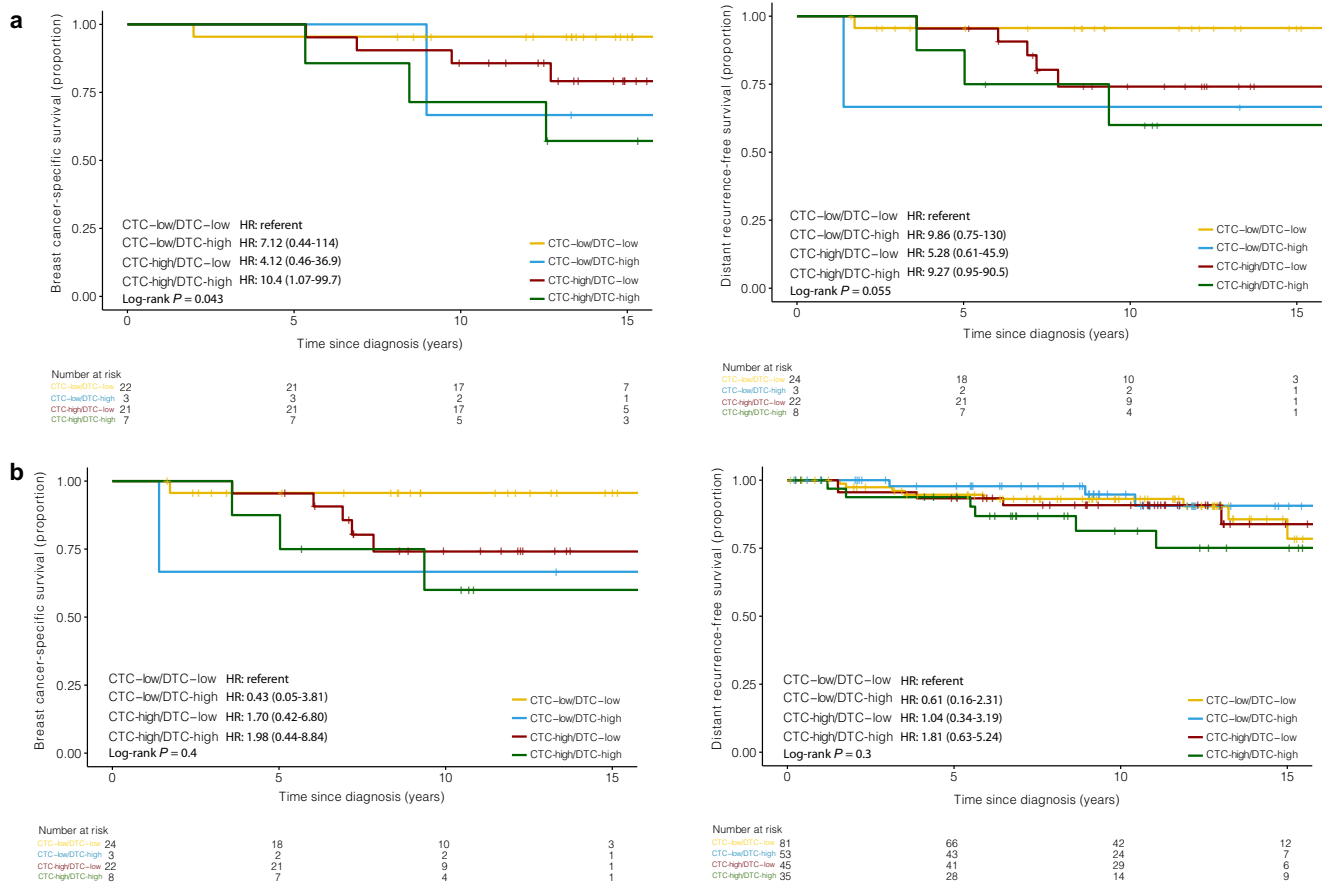 a
Breast cancer-specific survival (proportion)
1.00
0.75
0.50
0.25
0.00
CTC−low/DTC−low HR: referent
CTC−low/DTC-high HR: 7.12 (0.44-114)
CTC-high/DTC−low HR: 4.12 (0.46-36.9)
CTC-high/DTC-high HR: 10.4 (1.07-99.7)
Log-rank P = 0.043
CTC−low/DTC−low
CTC−low/DTC-high
CTC-high/DTC−low
CTC-high/DTC-high
0 5 10 15
Time since diagnosis (years)
Number at risk
CTC−low/DTC−low 22 21 17 7
CTC−low/DTC-high 3 3 2 1
CTC-high/DTC−low 21 21 17 5
CTC-high/DTC-high 7 7 5 3
Distant recurrence-free survival (proportion)
1.00
0.75
0.50
0.25
0.00
CTC−low/DTC−low HR: referent
CTC−low/DTC-high HR: 9.86 (0.75-130)
CTC-high/DTC−low HR: 5.28 (0.61-45.9)
CTC-high/DTC-high HR: 9.27 (0.95-90.5)
Log-rank P = 0.055
CTC−low/DTC−low
CTC−low/DTC-high
CTC-high/DTC−low
CTC-high/DTC-high
0 5 10 15
Time since diagnosis (years)
Number at risk
CTC−low/DTC−low 24 18 10 3
CTC−low/DTC-high 3 2 2 1
CTC-high/DTC−low 22 21 9 1
CTC-high/DTC-high 8 7 4 1
b
Breast cancer-specific survival (proportion)
1.00
0.75
0.50
0.25
0.00
CTC−low/DTC−low HR: referent
CTC−low/DTC-high HR: 0.43 (0.05-3.81)
CTC-high/DTC−low HR: 1.70 (0.42-6.80)
CTC-high/DTC-high HR: 1.98 (0.44-8.84)
Log-rank P = 0.4
CTC−low/DTC−low
CTC−low/DTC-high
CTC-high/DTC−low
CTC-high/DTC-high
0 5 10 15
Time since diagnosis (years)
Number at risk
CTC−low/DTC−low 24 18 10 3
CTC−low/DTC-high 3 2 2 1
CTC-high/DTC−low 22 21 9 1
CTC-high/DTC-high 8 7 4 1
Distant recurrence-free survival (proportion)
1.00
0.75
0.50
0.25
0.00
CTC−low/DTC−low HR: referent
CTC−low/DTC-high HR: 0.61 (0.16-2.31)
CTC-high/DTC−low HR: 1.04 (0.34-3.19)
CTC-high/DTC-high HR: 1.81 (0.63-5.24)
Log-rank P = 0.3
CTC−low/DTC−low
CTC−low/DTC-high
CTC-high/DTC−low
CTC-high/DTC-high
0 5 10 15
Time since diagnosis (years)
Number at risk
CTC−low/DTC−low 81 66 42 12
CTC−low/DTC-high 53 43 24 7
CTC-high/DTC−low 45 41 29 6
CTC-high/DTC-high 35 28 14 9